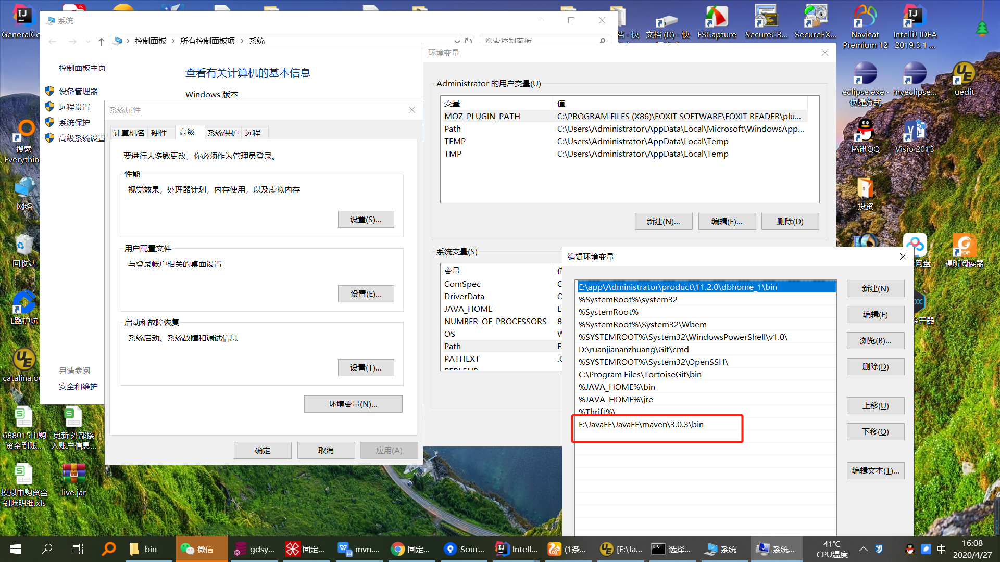 系统
控制面板
所有控制面板项
系统
搜索控制面板
控制面板主页
设备管理器
远程设置
系统保护
高级系统设置
另请参阅
安全和维护
查看有关计算机的基本信息
Windows 版本
系统属性
计算机名
硬件
高级
系统保护
远程
要进行大多数更改，你必须作为管理员登录。
性能
视觉效果，处理器计划，内存使用，以及虚拟内存
设置(S)...
用户配置文件
与登录帐户相关的桌面设置
设置(E)...
启动和故障恢复
系统启动、系统故障和调试信息
设置(T)...
环境变量(N)...
确定
取消
应用(A)
环境变量
Administrator 的用户变量(U)
变量
值
MOZ_PLUGIN_PATH
C:\PROGRAM FILES (X86)\FOXIT SOFTWARE\FOXIT READER\plu...
Path
C:\Users\Administrator\AppData\Local\Microsoft\WindowsApp...
TEMP
C:\Users\Administrator\AppData\Local\Temp
TMP
C:\Users\Administrator\AppData\Local\Temp
新建(N)...
编辑(E)...
删除(D)
系统变量(S)
变量
值
ComSpec
DriverData
JAVA_HOME
NUMBER_OF_PROCESSORS
8
OS
Path
PATHEXT
编辑环境变量
E:\app\Administrator\product\11.2.0\dbhome_1\bin
%SystemRoot%\system32
%SystemRoot%
%SystemRoot%\System32\Wbem
%SYSTEMROOT%\System32\WindowsPowerShell\v1.0\
D:\ruanjiananzhuang\Git\cmd
%SYSTEMROOT%\System32\OpenSSH\
C:\Program Files\TortoiseGit\bin
%JAVA_HOME%\bin
%JAVA_HOME%\jre
%Thrift%\
E:\JavaEE\JavaEE\maven\3.0.3\bin
新建(N)
编辑(E)
浏览(B)...
删除(D)
上移(U)
下移(O)
编辑文本(T)...
搜索
Everything
网络
回收站
E路护航
688015申购
资金到账...
更新 外部接
入账户信息...
模拟申购资金
到账明细.xls
live.jar
文档 (D) - 快
FSCapture
SecureCR...
SecureFX...
Navicat
Premium 12
IntelliJ IDEA
2019.3.1 ...
eclipse.exe -
快捷方式
myeclipse...
uedit
腾讯QQ
Visio 2013
投资
网盘
福昕阅读器
多开器
bin
微信
gdsy...
固定...
mvn....
固定...
Sour...
Intell...
(1条...
[E:\Ja...
选择...
系统
系统...
41℃
CPU温度
中
16:08
2020/4/27